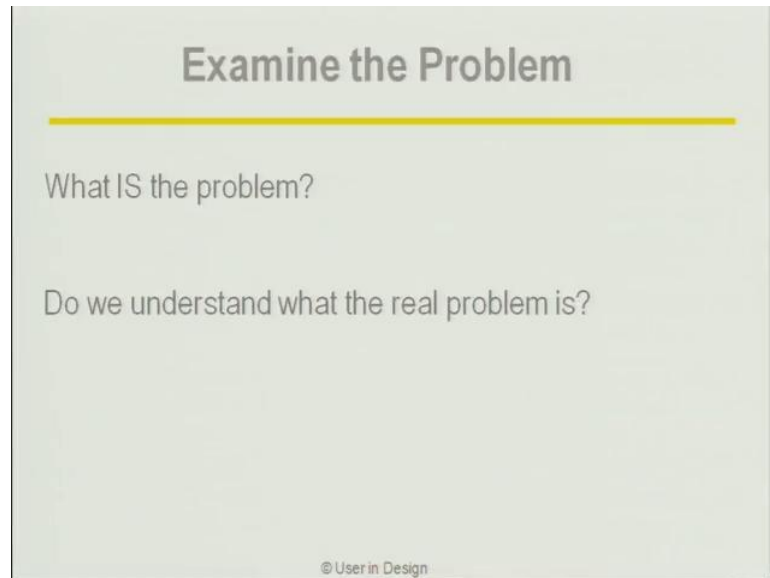 Examine the Problem
What IS the problem?
Do we understand what the real problem is?
© User in Design